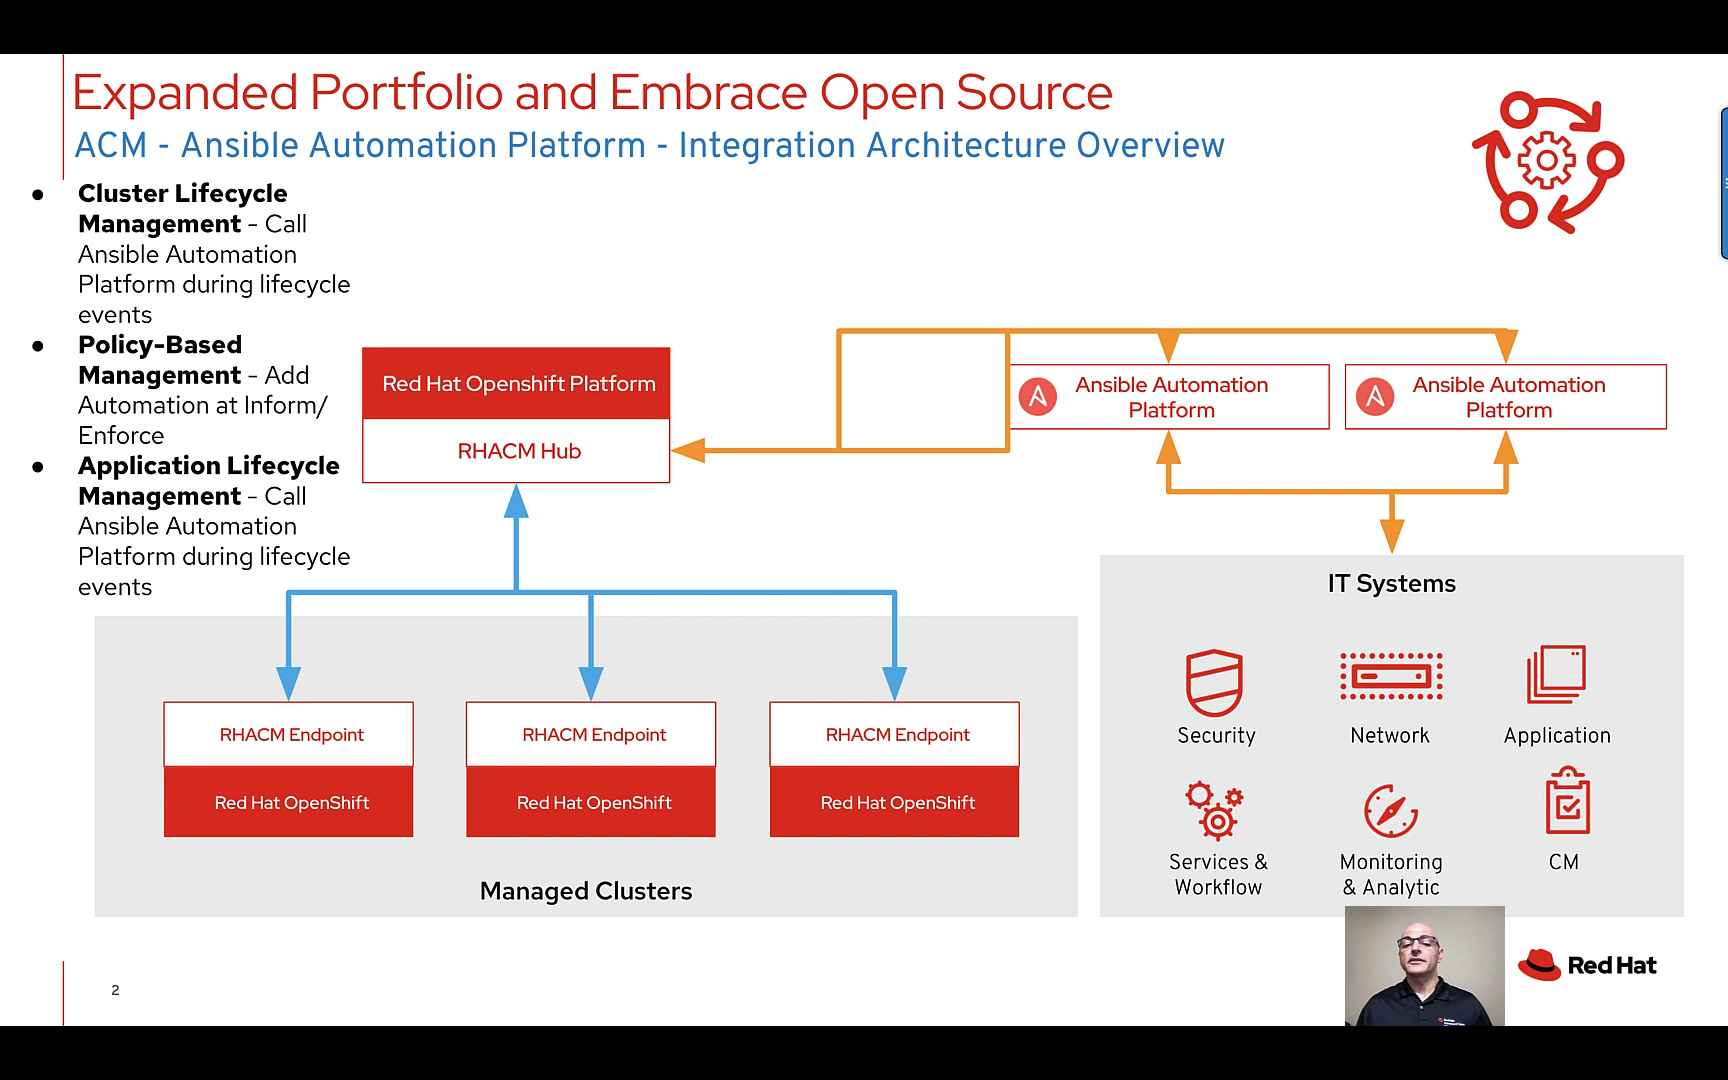 Expanded Portfolio and Embrace Open Source
ACM - Ansible Automation Platform - Integration Architecture Overview
● Cluster Lifecycle
Management - Call
Ansible Automation
Platform during lifecycle
events
● Policy-Based
Management - Add
Automation at Inform/
Enforce
● Application Lifecycle
Management - Call
Ansible Automation
Platform during lifecycle
events
Red Hat Openshift Platform
RHACM Hub
Ansible Automation
Platform
Ansible Automation
Platform
RHACM Endpoint
Red Hat OpenShift
RHACM Endpoint
Red Hat OpenShift
RHACM Endpoint
Red Hat OpenShift
Managed Clusters
IT Systems
Security
Network
Application
Services &
Workflow
Monitoring
& Analytic
CM
Red Hat
2